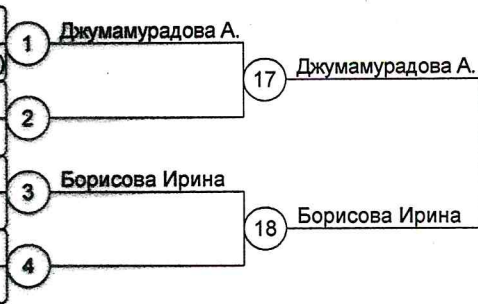 1 Джумамурадова А.
17 Джумамурадова А.
2
3 Борисова Ирина
18 Борисова Ирина
4